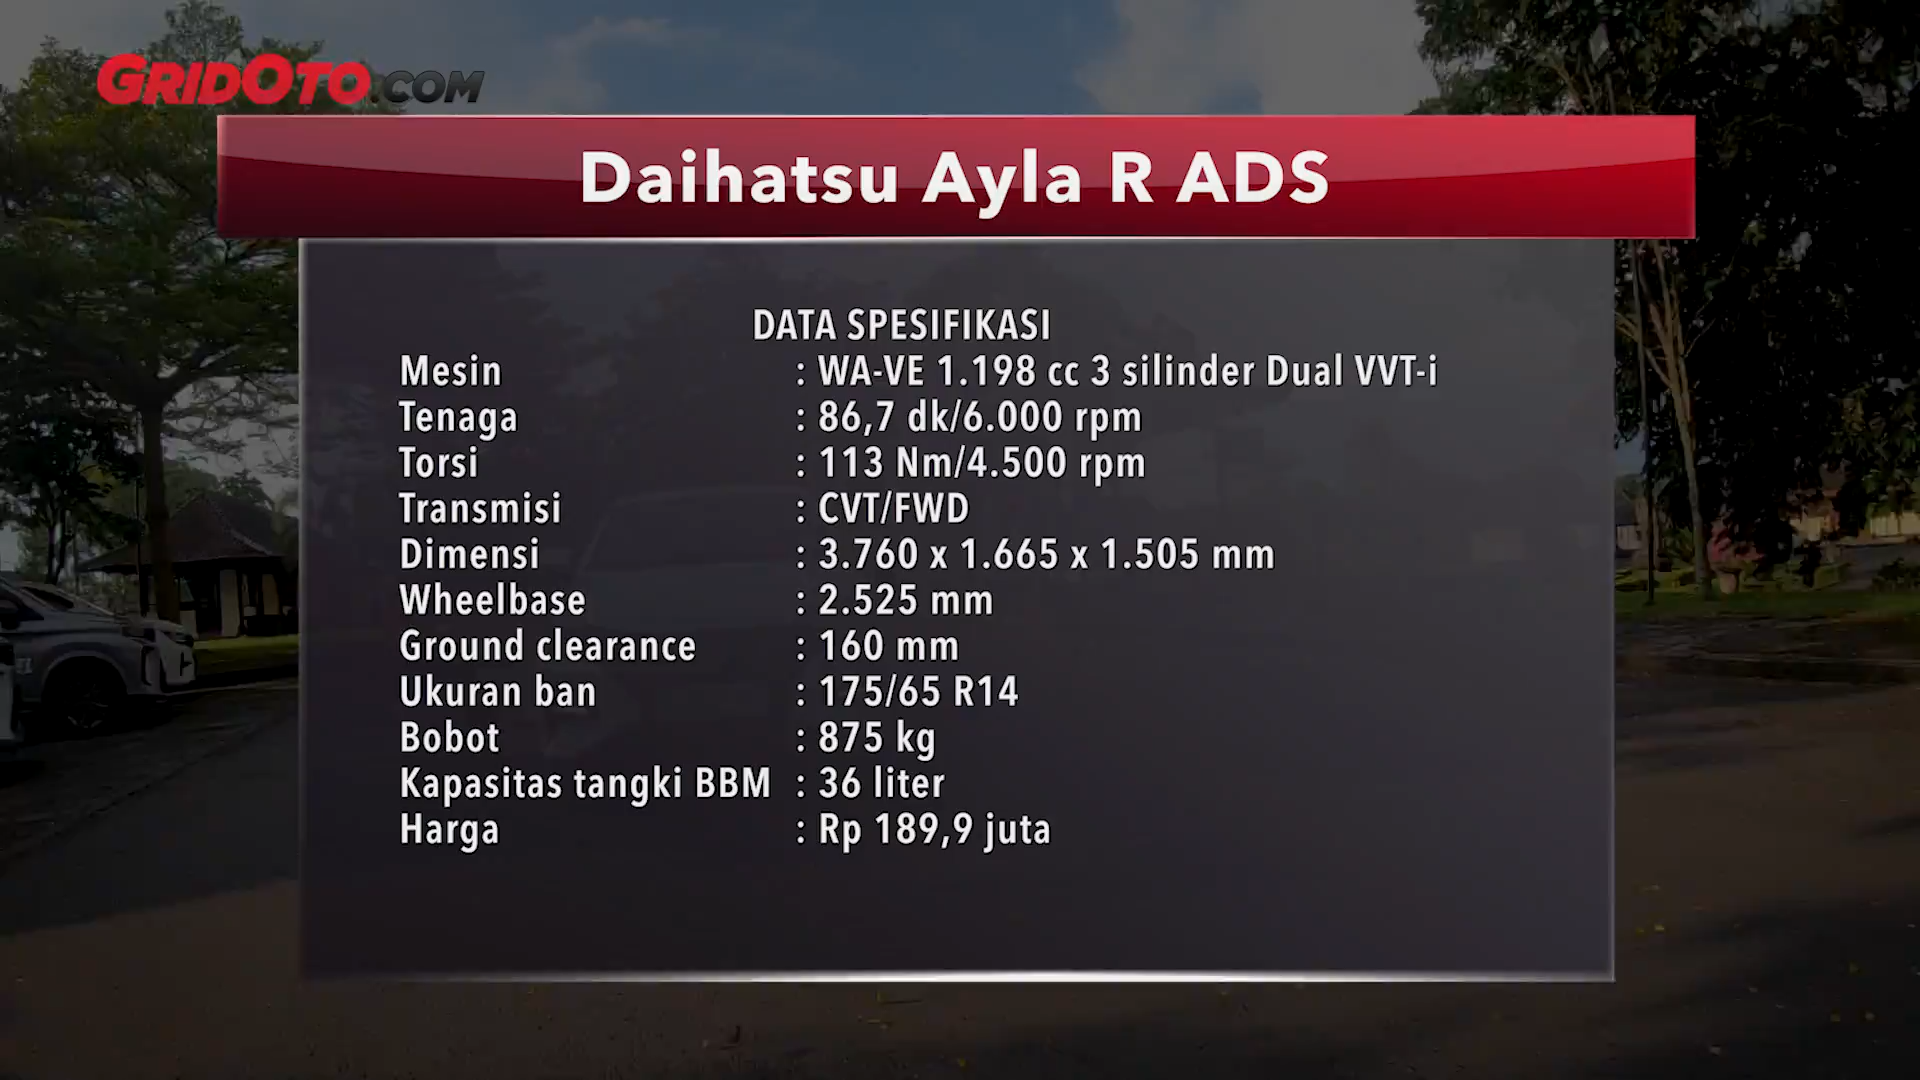 GRIDOTO.COM
Daihatsu Ayla R ADS
DATA SPESIFIKASI
Mesin : WA-VE 1.198 cc 3 silinder Dual VVT-i
Tenaga : 86,7 dk/6.000 rpm
Torsi : 113 Nm/4.500 rpm
Transmisi : CVT/FWD
Dimensi : 3.760 x 1.665 x 1.505 mm
Wheelbase : 2.525 mm
Ground clearance : 160 mm
Ukuran ban : 175/65 R14
Bobot : 875 kg
Kapasitas tangki BBM : 36 liter
Harga : Rp 189,9 juta